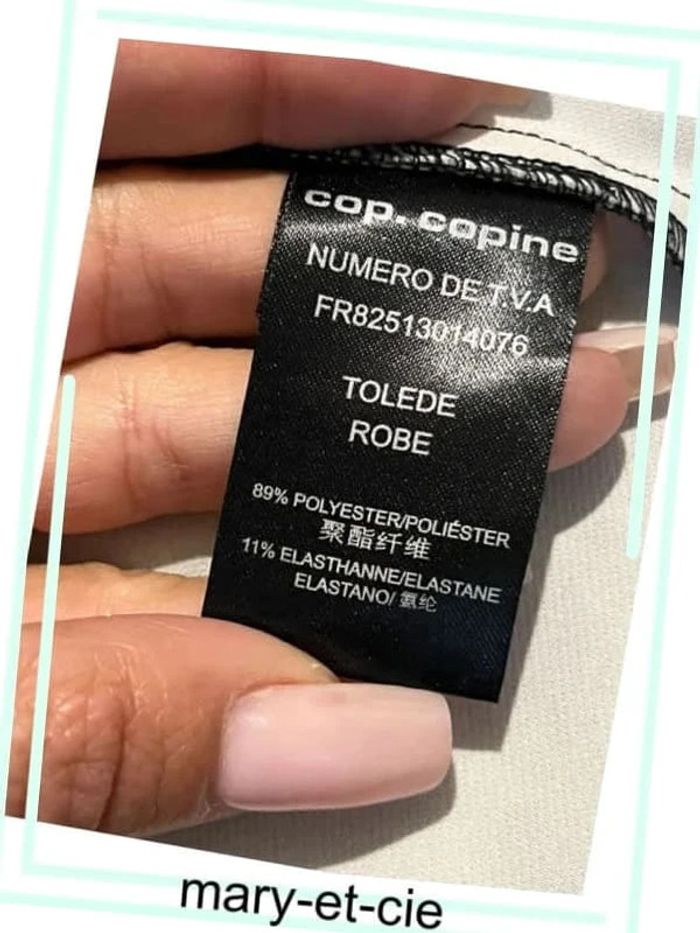 cop. copine
NUMERO DE T.V.A
FR82513014076
TOLEDE
ROBE
89% POLYESTER/POLIÉSTER
聚酯纤维
11% ELASTHANNE/ELASTANE
ELASTANO/ 氨纶
mary-et-cie